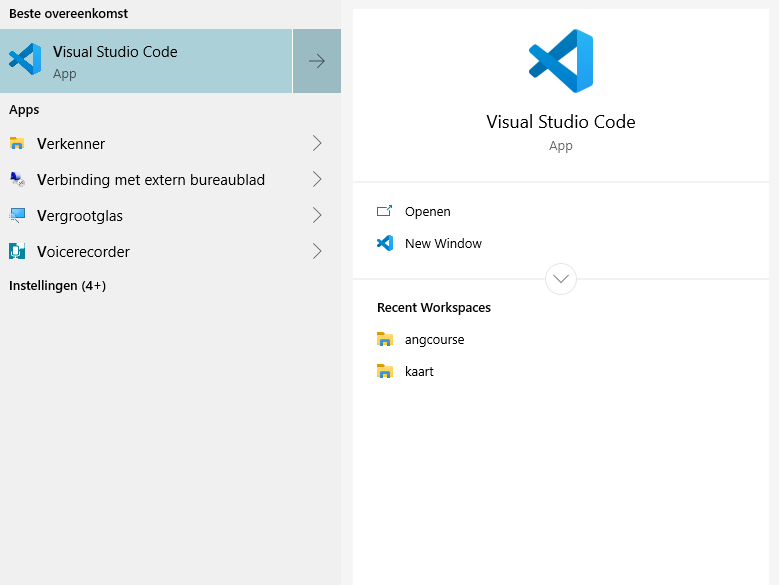 Beste overeenkomst
Visual Studio Code
App
Apps
Verkenner
Verbinding met extern bureaublad
Vergrootglas
Voicerecorder
Instellingen (4+)
Visual Studio Code
App
Openen
New Window
Recent Workspaces
angcourse
kaart